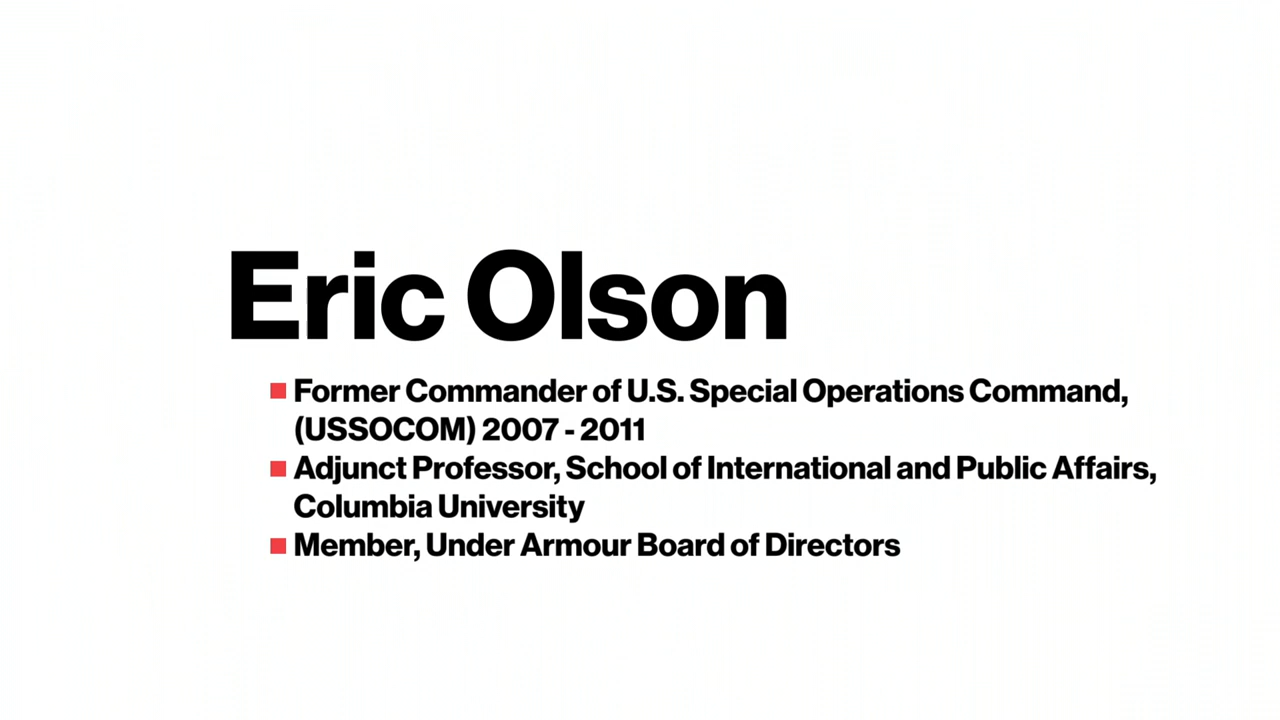 Eric Olson
Former Commander of U.S. Special Operations Command,
(USSOCOM) 2007 - 2011
Adjunct Professor, School of International and Public Affairs,
Columbia University
Member, Under Armour Board of Directors